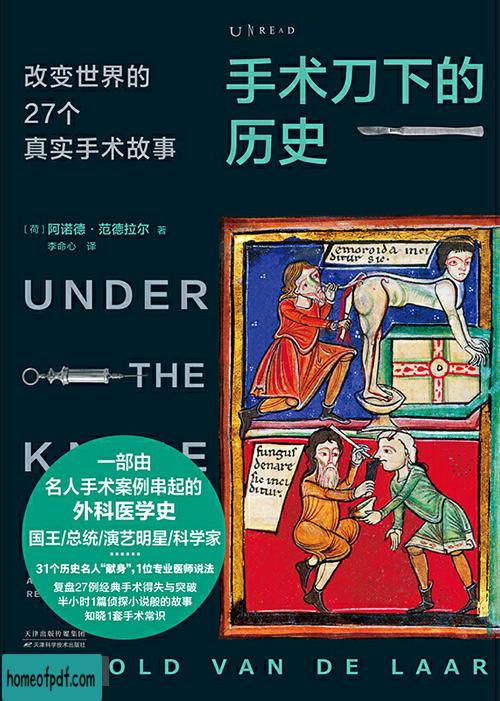 UNREAD
改变世界的
27个
真实手术故事
手术刀下的
历史
[荷] 阿诺德·范德拉尔 著
李命心 译
UNDER
THE
emoroida inci
ditur sic.
fungus
denare
sic inci
ditur.
一部由
名人手术案例串起的
外科医学史
国王/总统/演艺明星/科学家
31个历史名人“献身”,1位专业医师说法
复盘27例经典手术得失与突破
半小时1篇侦探小说般的故事
知晓1套手术常识
天津出版传媒集团
天津科学技术出版社
OLD VAN DE LAAR
homeofpdf.com